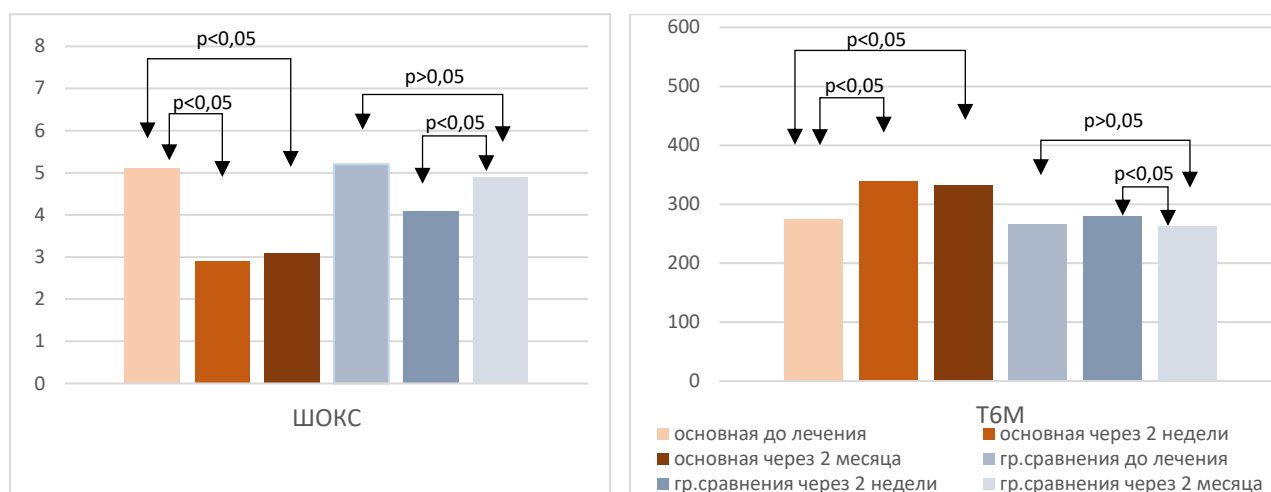 8
7
6
5
4
3
2
1
0
p<0,05
p<0,05
p>0,05
p<0,05
ШОКС
600
500
400
300
200
100
0
p<0,05
p<0,05
p>0,05
p<0,05
Т6М
основная до лечения
основная через 2 недели
основная через 2 месяца
гр.сравнения до лечения
гр.сравнения через 2 недели
гр.сравнения через 2 месяца